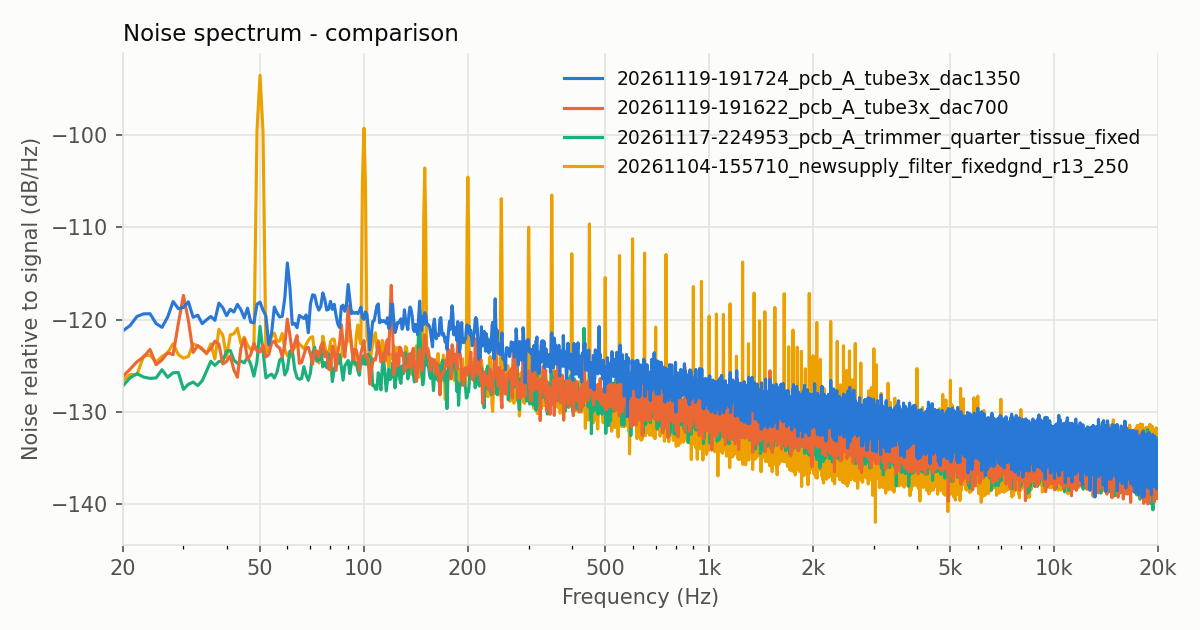 Noise spectrum - comparison
20261119-191724_pcb_A_tube3x_dac1350
20261119-191622_pcb_A_tube3x_dac700
20261117-224953_pcb_A_trimmer_quarter_tissue_fixed
20261104-155710_newsupply_filter_fixedgnd_r13_250
Noise relative to signal (dB/Hz)
−100
−110
−120
−130
−140
20 50 100 200 500 1k 2k 5k 10k 20k
Frequency (Hz)